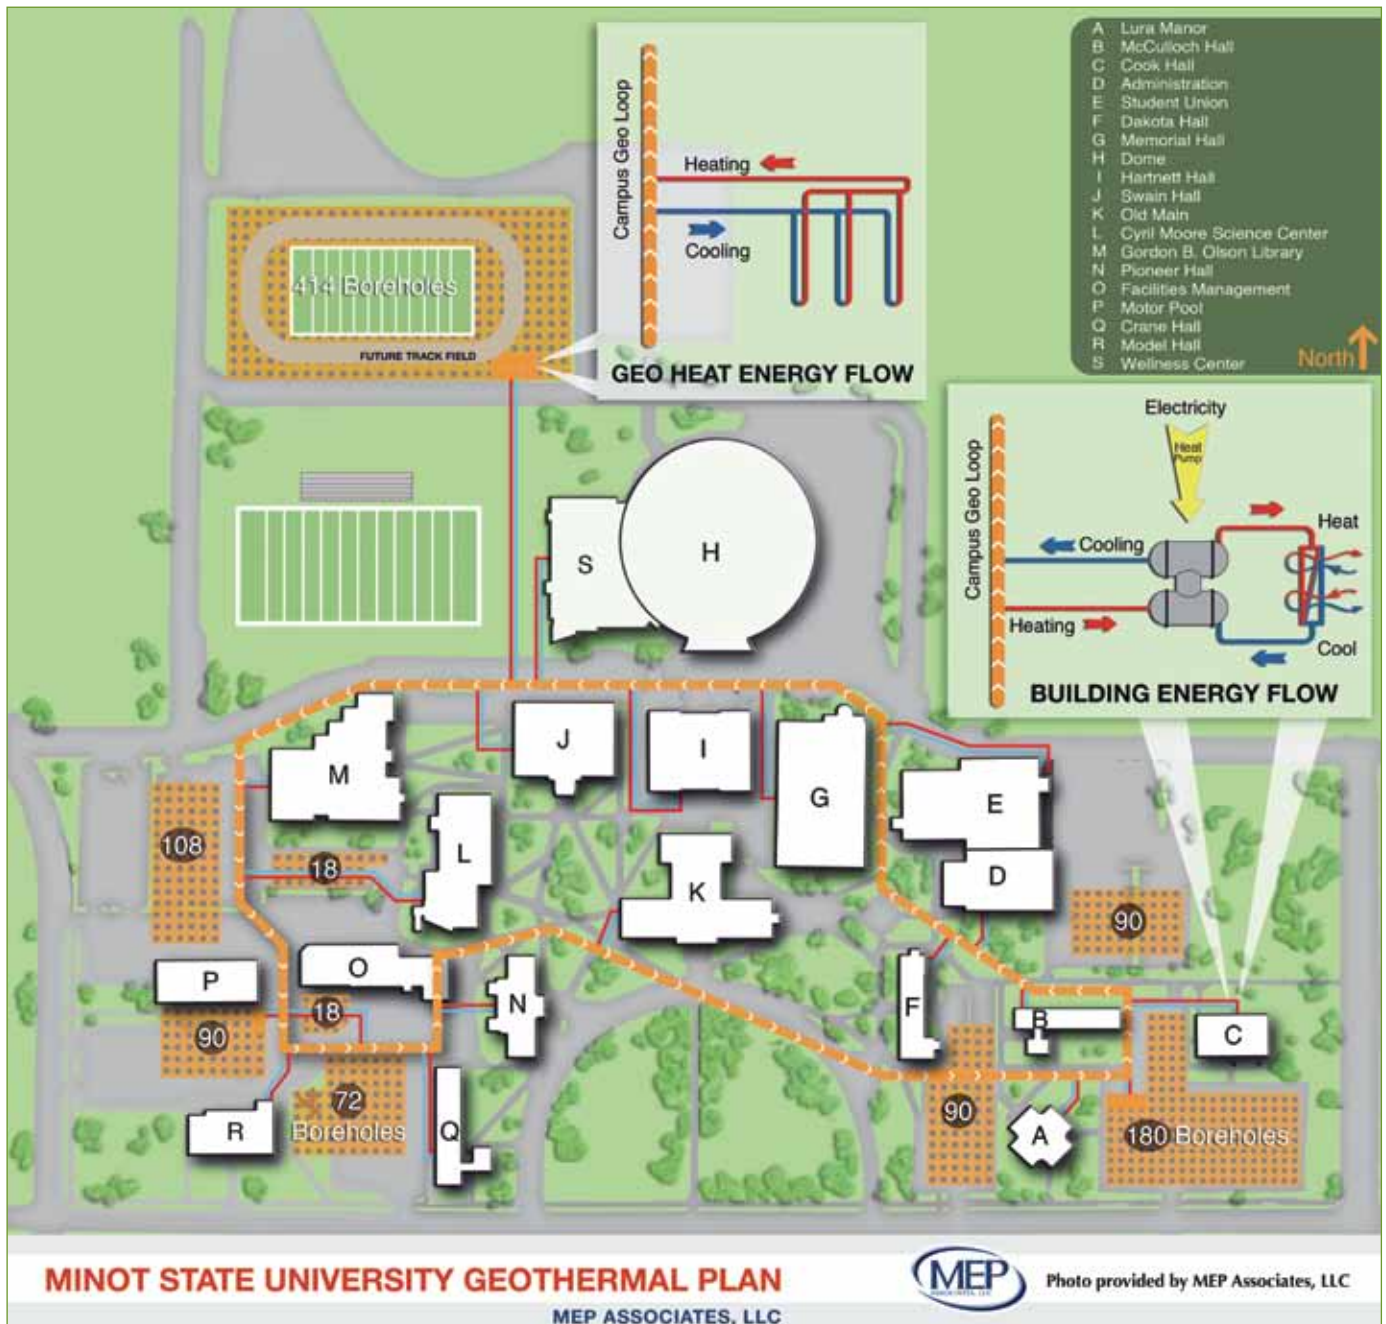 A Lura Manor
B McCulloch Hall
C Cook Hall
D Administration
E Student Union
F Dakota Hall
G Memorial Hall
H Dome
I Hartnett Hall
J Swain Hall
K Old Main
L Cyril Moore Science Center
M Gordon B. Olson Library
N Pioneer Hall
O Facilities Management
P Motor Pool
Q Crane Hall
R Model Hall
S Wellness Center
North
Campus Geo Loop
Heating
Cooling
GEO HEAT ENERGY FLOW
414 Boreholes
FUTURE TRACK FIELD
Electricity
Heat
Pump
Campus Geo Loop
Cooling
Heat
Heating
Cool
BUILDING ENERGY FLOW
S
H
J
I
M
G
E
L
D
K
108
18
90
P
O
N
F
B
C
18
90
72
Boreholes
R
Q
90
A
180 Boreholes
MINOT STATE UNIVERSITY GEOTHERMAL PLAN
MEP ASSOCIATES, LLC
MEP
ASSOCIATES, LLC
Photo provided by MEP Associates, LLC